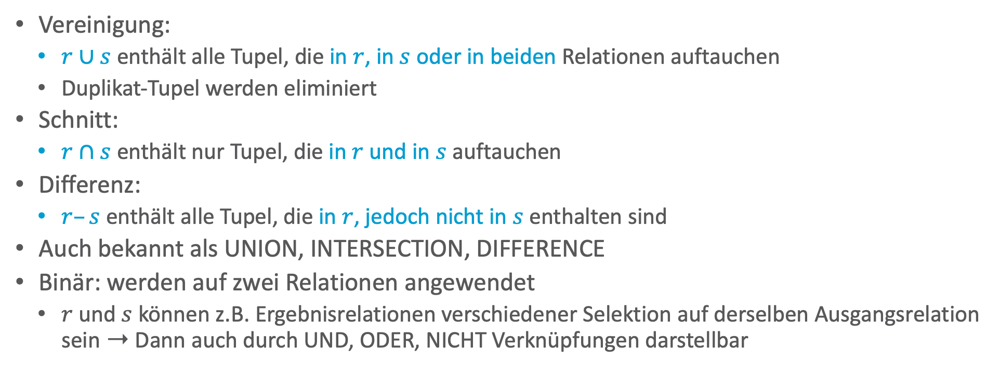 • Vereinigung:
• r ∪ s enthält alle Tupel, die in r, in s oder in beiden Relationen auftauchen
• Duplikat-Tupel werden eliminiert
• Schnitt:
• r ∩ s enthält nur Tupel, die in r und in s auftauchen
• Differenz:
• r– s enthält alle Tupel, die in r, jedoch nicht in s enthalten sind
• Auch bekannt als UNION, INTERSECTION, DIFFERENCE
• Binär: werden auf zwei Relationen angewendet
• r und s können z.B. Ergebnisrelationen verschiedener Selektion auf derselben Ausgangsrelation
sein → Dann auch durch UND, ODER, NICHT Verknüpfungen darstellbar